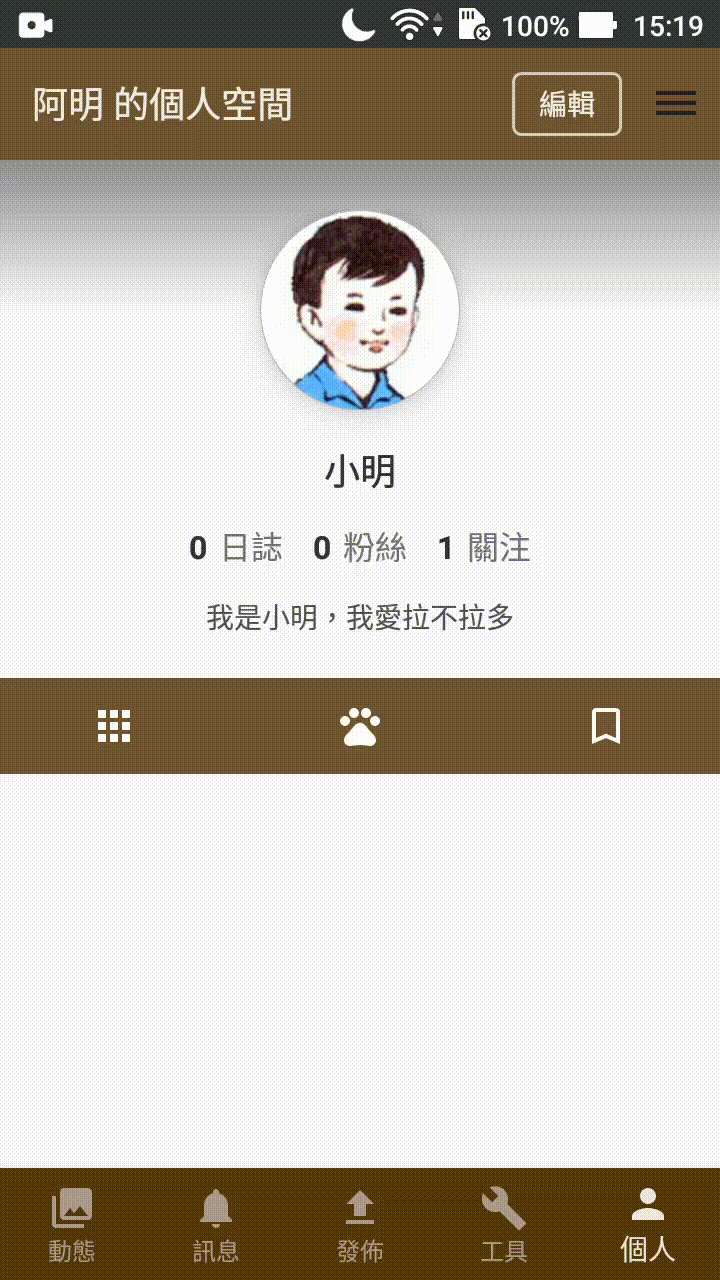 100% 15:19
阿明 的個人空間 編輯
小明
0 日誌 0 粉絲 1 關注
我是小明，我愛拉不拉多
動態 訊息 發佈 工具 個人